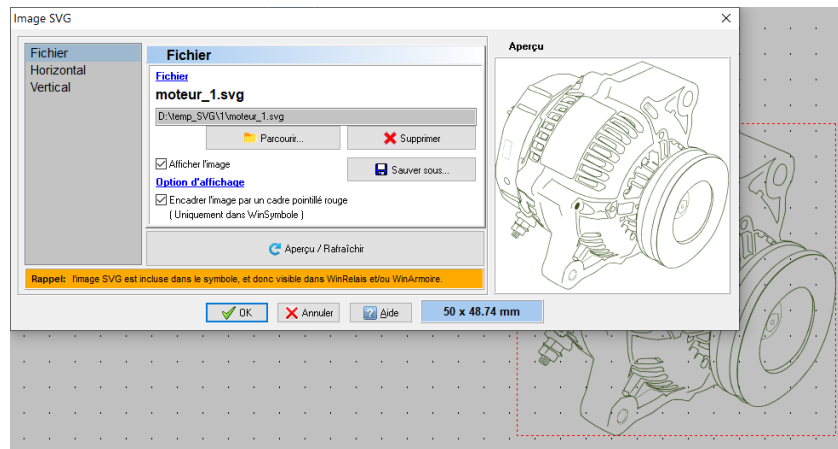 Image SVG
Fichier
Horizontal
Vertical
Fichier
Fichier
moteur_1.svg
D:\temp_SVG\1\moteur_1.svg
Parcourir...
Supprimer
Afficher l'image
Sauver sous...
Option d'affichage
Encadrer l'image par un cadre pointillé rouge
( Uniquement dans WinSymbole )
Aperçu / Rafraîchir
Rappel: l'image SVG est incluse dans le symbole, et donc visible dans WinRelais et/ou WinArmoire.
OK
Annuler
Aide
50 x 48.74 mm
Aperçu